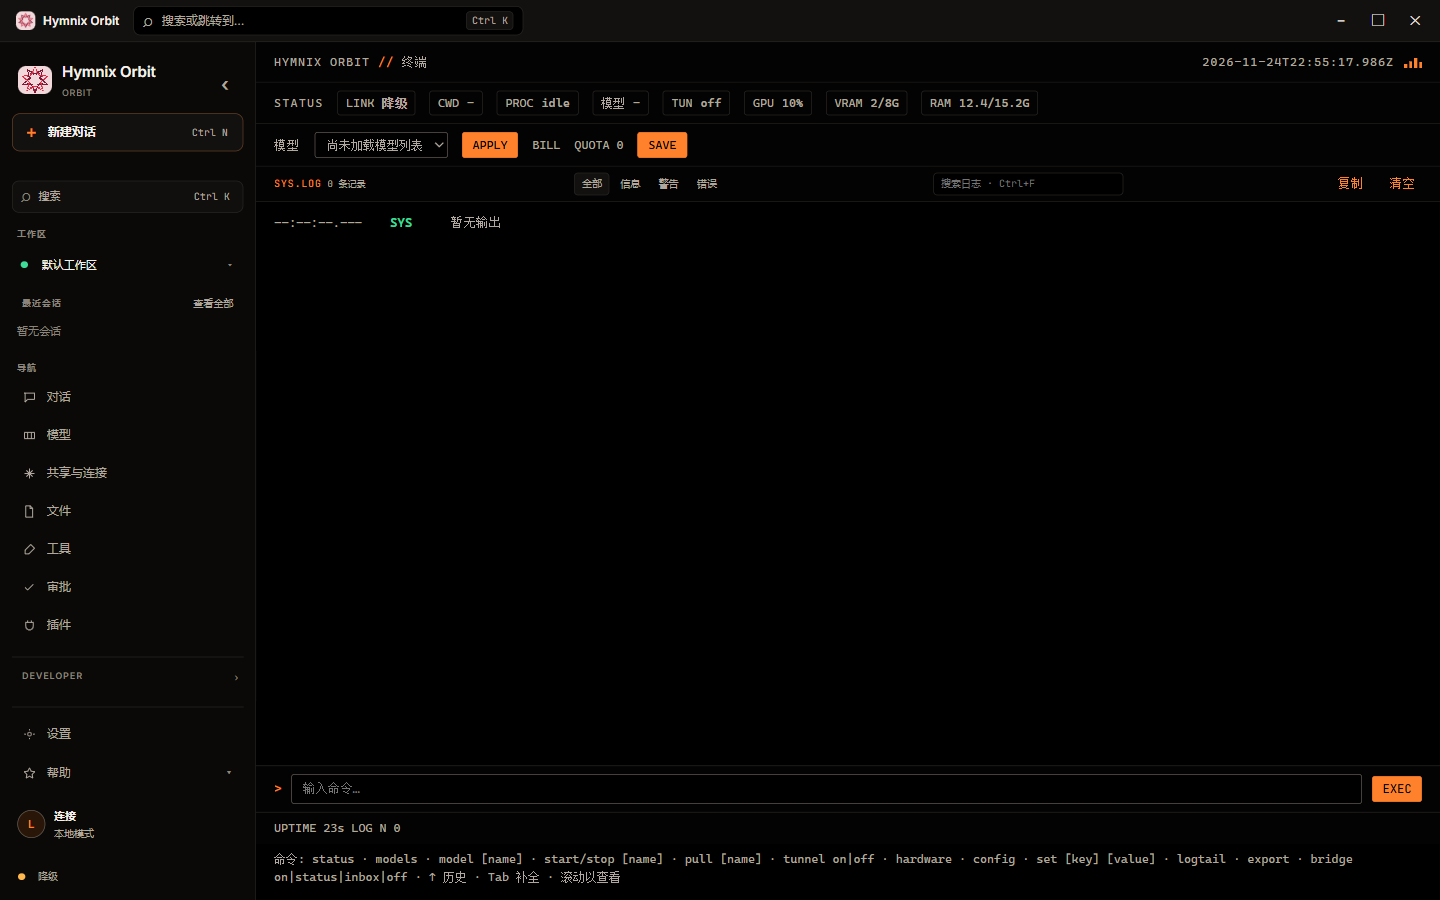 Hymnix Orbit
搜索或跳转到... Ctrl K
Hymnix Orbit
ORBIT
+ 新建对话 Ctrl N
搜索 Ctrl K
工作区
默认工作区
最近会话 查看全部
暂无会话
导航
对话
模型
共享与连接
文件
工具
审批
插件
DEVELOPER
设置
帮助
L 连接
本地模式
降级
HYMNIX ORBIT // 终端 2026-11-24T22:55:17.986Z
STATUS LINK 降级 CWD — PROC idle 模型 — TUN off GPU 10% VRAM 2/8G RAM 12.4/15.2G
模型 尚未加载模型列表 APPLY BILL QUOTA 0 SAVE
SYS.LOG 0 条记录 全部 信息 警告 错误 搜索日志 · Ctrl+F 复制 清空
--:--:--.--- SYS 暂无输出
> 输入命令… EXEC
UPTIME 23s LOG N 0
命令: status · models · model [name] · start/stop [name] · pull [name] · tunnel on|off · hardware · config · set [key] [value] · logtail · export · bridge
on|status|inbox|off · ↑ 历史 · Tab 补全 · 滚动以查看